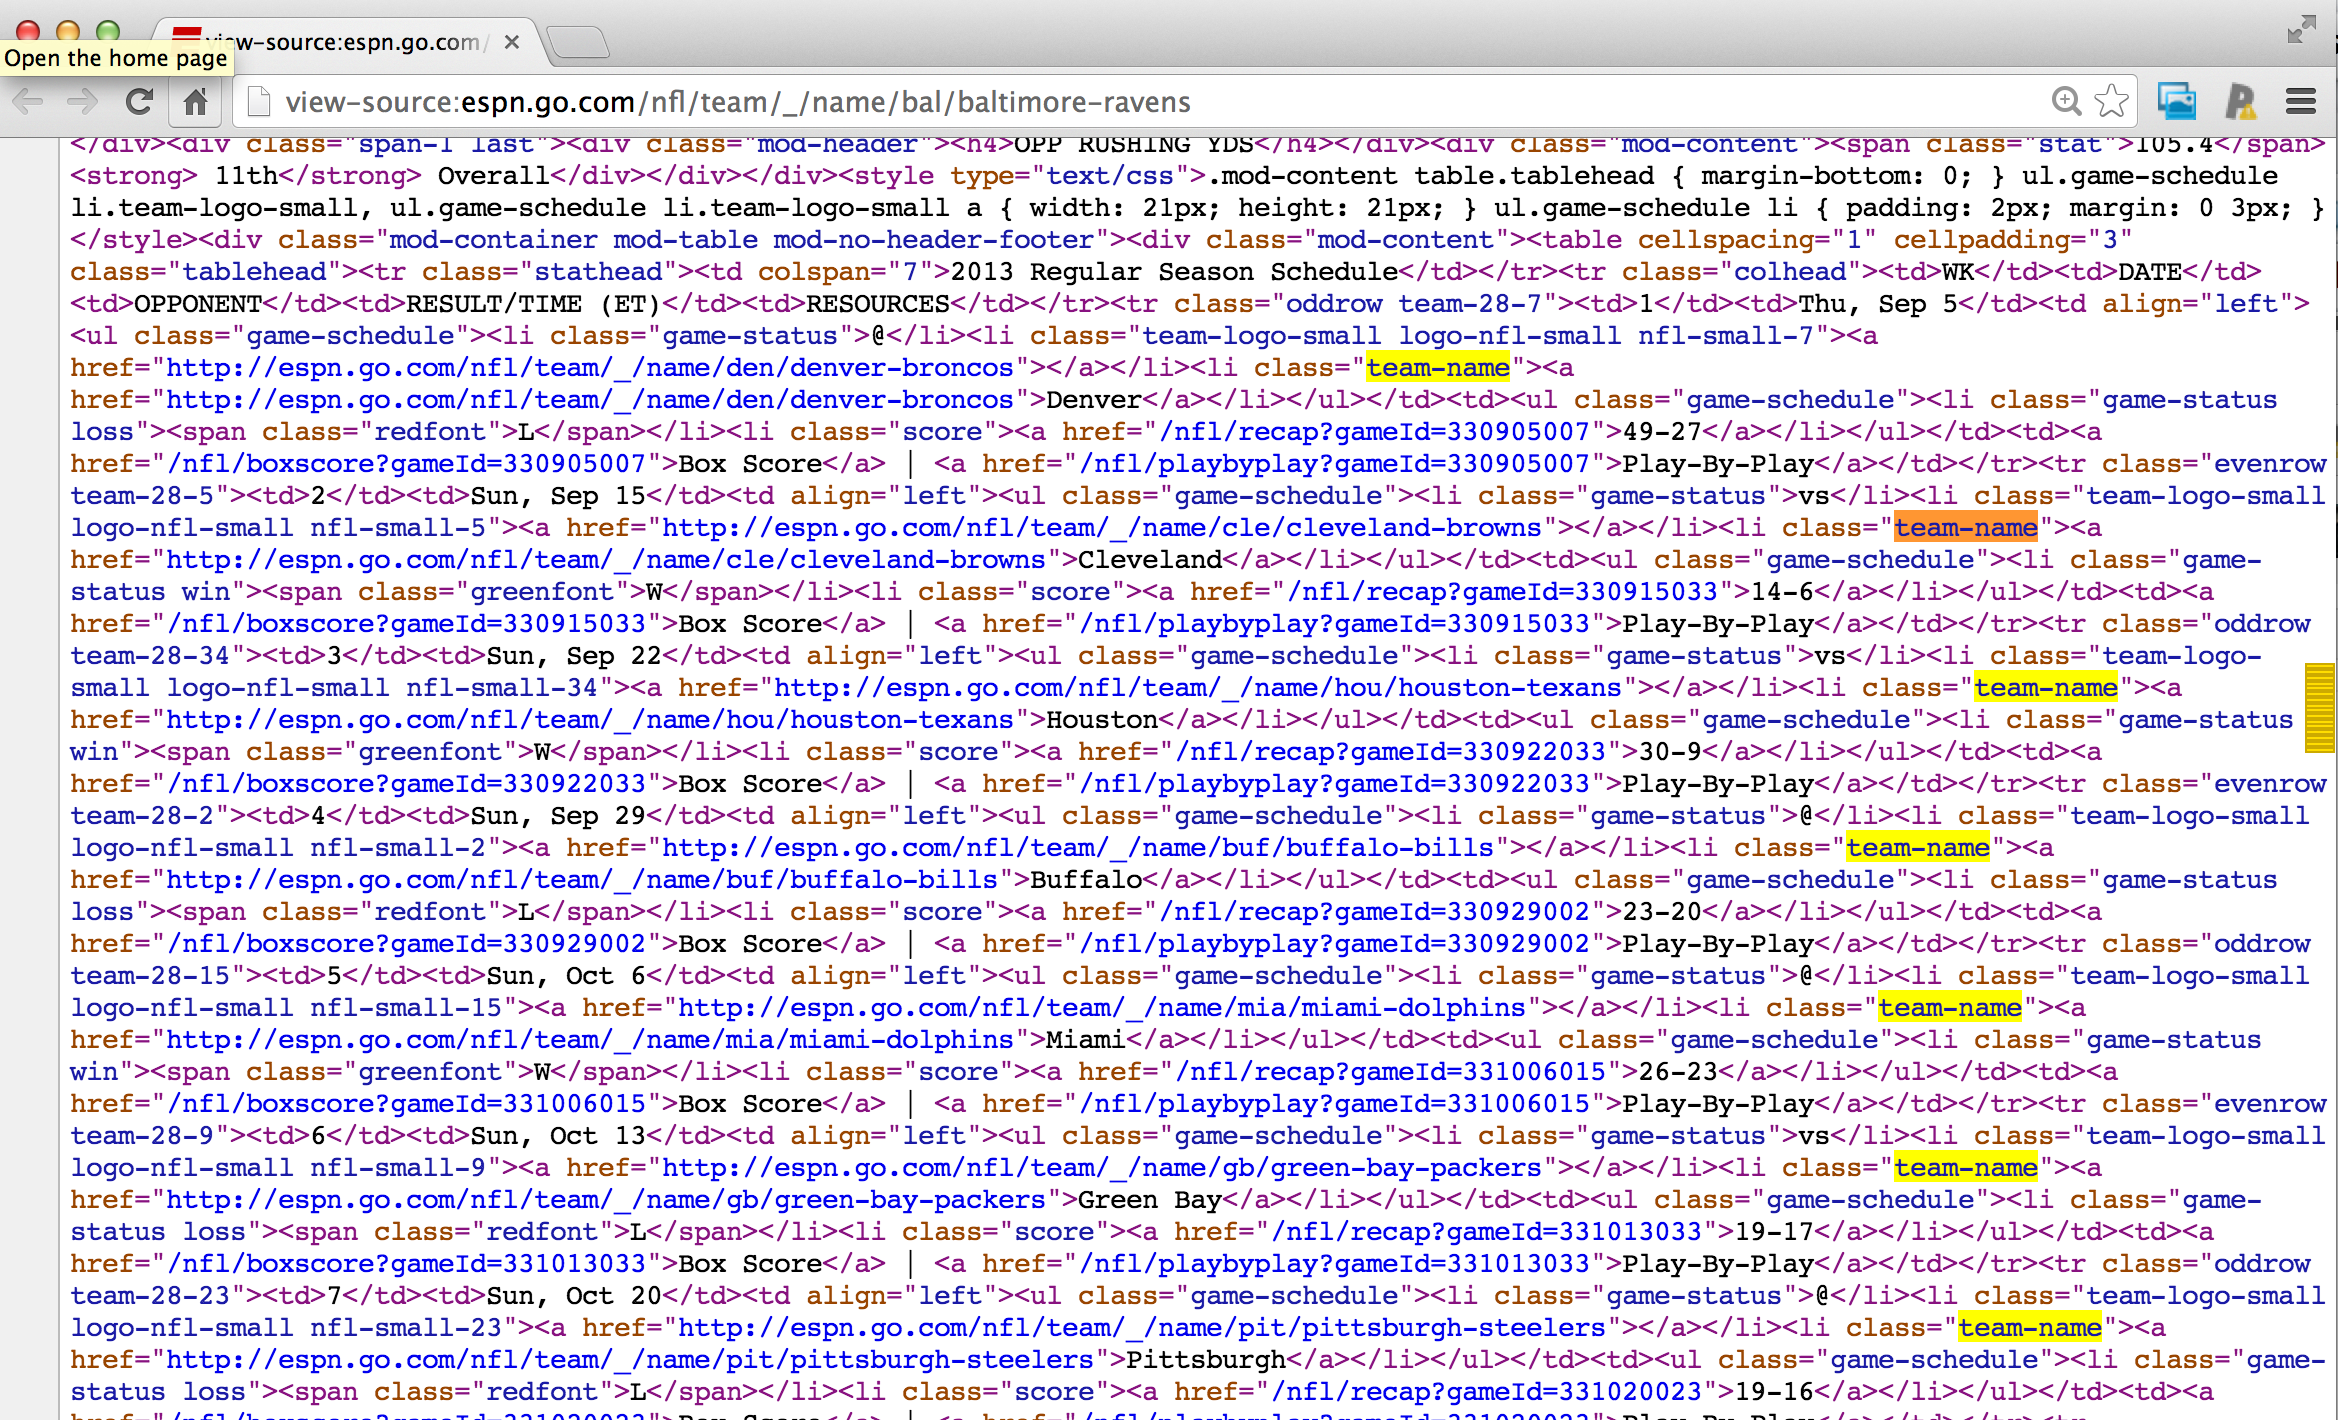 view-source:espn.go.com/
Open the home page
view-source:espn.go.com/nfl/team/_/name/bal/baltimore-ravens
</div><div class="span-1 last"><div class="mod-header"><h4>OPP RUSHING YDS</h4></div><div class="mod-content"><span class="stat">105.4</span>
<strong> 11th</strong> Overall</div></div></div><style type="text/css">.mod-content table.tablehead { margin-bottom: 0; } ul.game-schedule
li.team-logo-small, ul.game-schedule li.team-logo-small a { width: 21px; height: 21px; } ul.game-schedule li { padding: 2px; margin: 0 3px; }
</style><div class="mod-container mod-table mod-no-header-footer"><div class="mod-content"><table cellspacing="1" cellpadding="3"
class="tablehead"><tr class="stathead"><td colspan="7">2013 Regular Season Schedule</td></tr><tr class="colhead"><td>WK</td><td>DATE</td>
<td>OPPONENT</td><td>RESULT/TIME (ET)</td><td>RESOURCES</td></tr><tr class="oddrow team-28-7"><td>1</td><td>Thu, Sep 5</td><td align="left">
<ul class="game-schedule"><li class="game-status">@</li><li class="team-logo-small logo-nfl-small nfl-small-7"><a
href="http://espn.go.com/nfl/team/_/name/den/denver-broncos"></a></li><li class="team-name"><a
href="http://espn.go.com/nfl/team/_/name/den/denver-broncos">Denver</a></li></ul></td><td><ul class="game-schedule"><li class="game-status
loss"><span class="redfont">L</span></li><li class="score"><a href="/nfl/recap?gameId=330905007">49-27</a></li></ul></td><td><a
href="/nfl/boxscore?gameId=330905007">Box Score</a> | <a href="/nfl/playbyplay?gameId=330905007">Play-By-Play</a></td></tr><tr class="evenrow
team-28-5"><td>2</td><td>Sun, Sep 15</td><td align="left"><ul class="game-schedule"><li class="game-status">vs</li><li class="team-logo-small
logo-nfl-small nfl-small-5"><a href="http://espn.go.com/nfl/team/_/name/cle/cleveland-browns"></a></li><li class="team-name"><a
href="http://espn.go.com/nfl/team/_/name/cle/cleveland-browns">Cleveland</a></li></ul></td><td><ul class="game-schedule"><li class="game-
status win"><span class="greenfont">W</span></li><li class="score"><a href="/nfl/recap?gameId=330915033">14-6</a></li></ul></td><td><a
href="/nfl/boxscore?gameId=330915033">Box Score</a> | <a href="/nfl/playbyplay?gameId=330915033">Play-By-Play</a></td></tr><tr class="oddrow
team-28-34"><td>3</td><td>Sun, Sep 22</td><td align="left"><ul class="game-schedule"><li class="game-status">vs</li><li class="team-logo-
small logo-nfl-small nfl-small-34"><a href="http://espn.go.com/nfl/team/_/name/hou/houston-texans"></a></li><li class="team-name"><a
href="http://espn.go.com/nfl/team/_/name/hou/houston-texans">Houston</a></li></ul></td><td><ul class="game-schedule"><li class="game-status
win"><span class="greenfont">W</span></li><li class="score"><a href="/nfl/recap?gameId=330922033">30-9</a></li></ul></td><td><a
href="/nfl/boxscore?gameId=330922033">Box Score</a> | <a href="/nfl/playbyplay?gameId=330922033">Play-By-Play</a></td></tr><tr class="evenrow
team-28-2"><td>4</td><td>Sun, Sep 29</td><td align="left"><ul class="game-schedule"><li class="game-status">@</li><li class="team-logo-small
logo-nfl-small nfl-small-2"><a href="http://espn.go.com/nfl/team/_/name/buf/buffalo-bills"></a></li><li class="team-name"><a
href="http://espn.go.com/nfl/team/_/name/buf/buffalo-bills">Buffalo</a></li></ul></td><td><ul class="game-schedule"><li class="game-status
loss"><span class="redfont">L</span></li><li class="score"><a href="/nfl/recap?gameId=330929002">23-20</a></li></ul></td><td><a
href="/nfl/boxscore?gameId=330929002">Box Score</a> | <a href="/nfl/playbyplay?gameId=330929002">Play-By-Play</a></td></tr><tr class="oddrow
team-28-15"><td>5</td><td>Sun, Oct 6</td><td align="left"><ul class="game-schedule"><li class="game-status">@</li><li class="team-logo-small
logo-nfl-small nfl-small-15"><a href="http://espn.go.com/nfl/team/_/name/mia/miami-dolphins"></a></li><li class="team-name"><a
href="http://espn.go.com/nfl/team/_/name/mia/miami-dolphins">Miami</a></li></ul></td><td><ul class="game-schedule"><li class="game-status
win"><span class="greenfont">W</span></li><li class="score"><a href="/nfl/recap?gameId=331006015">26-23</a></li></ul></td><td><a
href="/nfl/boxscore?gameId=331006015">Box Score</a> | <a href="/nfl/playbyplay?gameId=331006015">Play-By-Play</a></td></tr><tr class="evenrow
team-28-9"><td>6</td><td>Sun, Oct 13</td><td align="left"><ul class="game-schedule"><li class="game-status">vs</li><li class="team-logo-small
logo-nfl-small nfl-small-9"><a href="http://espn.go.com/nfl/team/_/name/gb/green-bay-packers"></a></li><li class="team-name"><a
href="http://espn.go.com/nfl/team/_/name/gb/green-bay-packers">Green Bay</a></li></ul></td><td><ul class="game-schedule"><li class="game-
status loss"><span class="redfont">L</span></li><li class="score"><a href="/nfl/recap?gameId=331013033">19-17</a></li></ul></td><td><a
href="/nfl/boxscore?gameId=331013033">Box Score</a> | <a href="/nfl/playbyplay?gameId=331013033">Play-By-Play</a></td></tr><tr class="oddrow
team-28-23"><td>7</td><td>Sun, Oct 20</td><td align="left"><ul class="game-schedule"><li class="game-status">@</li><li class="team-logo-small
logo-nfl-small nfl-small-23"><a href="http://espn.go.com/nfl/team/_/name/pit/pittsburgh-steelers"></a></li><li class="team-name"><a
href="http://espn.go.com/nfl/team/_/name/pit/pittsburgh-steelers">Pittsburgh</a></li></ul></td><td><ul class="game-schedule"><li class="game-
status loss"><span class="redfont">L</span></li><li class="score"><a href="/nfl/recap?gameId=331020023">19-16</a></li></ul></td><td><a